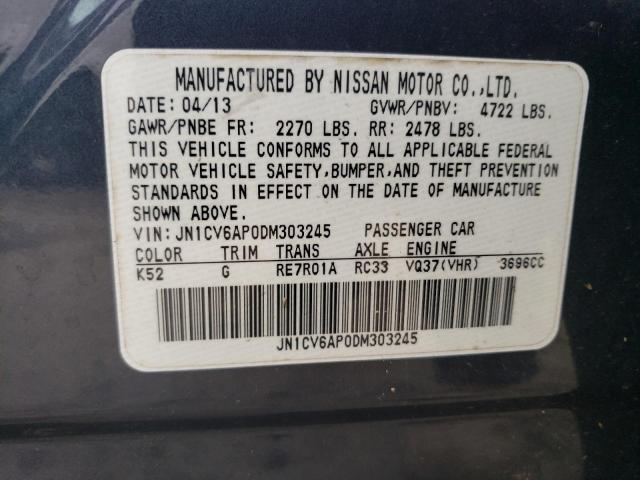 MANUFACTURED BY NISSAN MOTOR CO.,LTD.
DATE: 04/13 GVWR/PNBV: 4722 LBS.
GAWR/PNBE FR: 2270 LBS. RR: 2478 LBS.
THIS VEHICLE CONFORMS TO ALL APPLICABLE FEDERAL
MOTOR VEHICLE SAFETY,BUMPER,AND THEFT PREVENTION
STANDARDS IN EFFECT ON THE DATE OF MANUFACTURE
SHOWN ABOVE.
VIN: JN1CV6AP0DM303245 PASSENGER CAR
COLOR TRIM TRANS AXLE ENGINE
K52 G RE7R01A RC33 VQ37(VHR) 3696CC
JN1CV6AP0DM303245